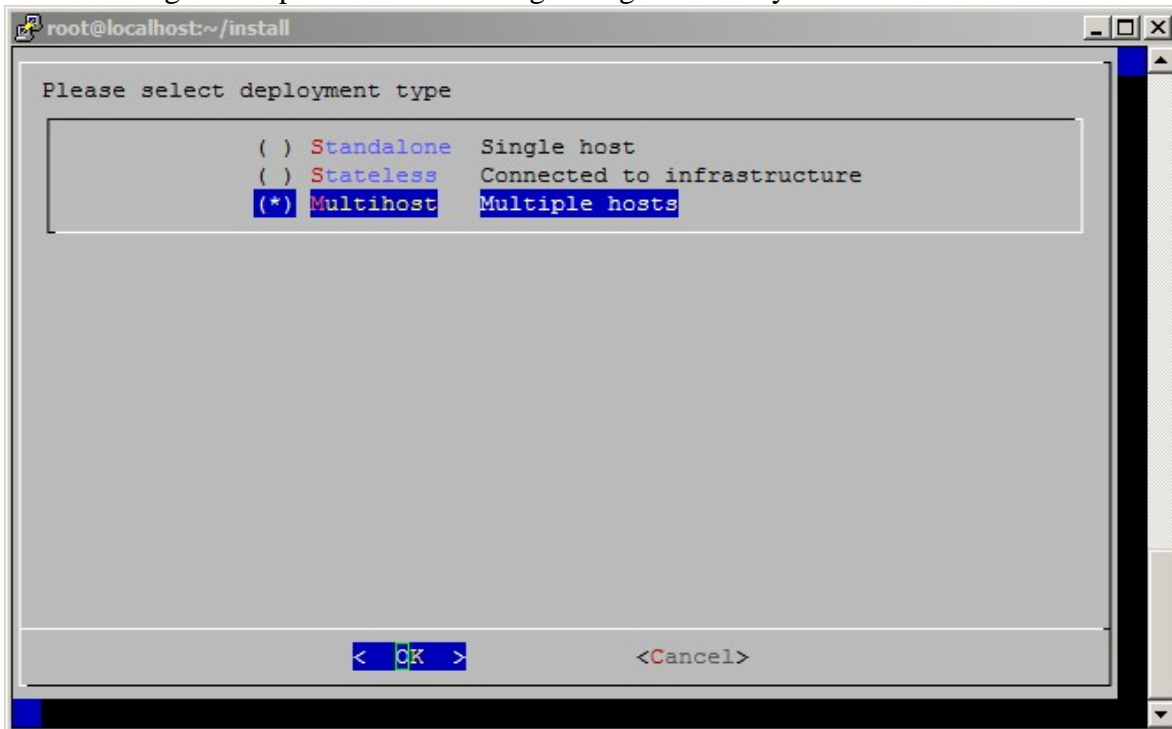 root@localhost:~/install
Please select deployment type
( ) Standalone Single host
( ) Stateless Connected to infrastructure
(*) Multihost Multiple hosts
< OK > <Cancel>